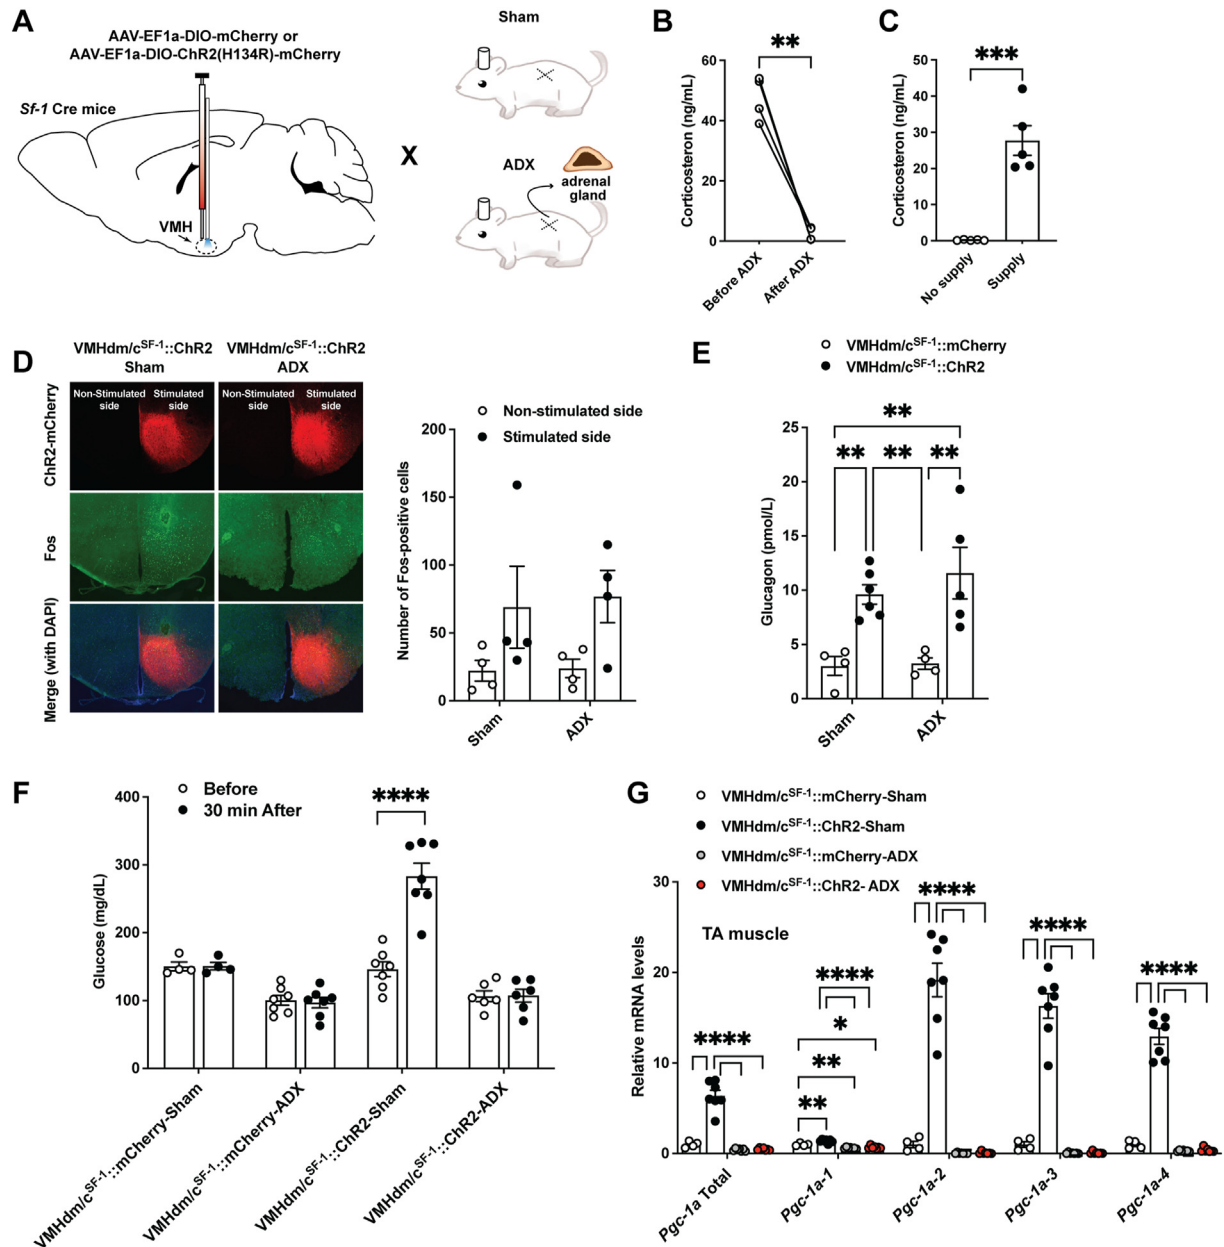 A
AAV-EF1a-DIO-mCherry or
AAV-EF1a-DIO-ChR2(H134R)-mCherry
Sf-1 Cre mice
VMH
X
Sham
ADX
adrenal
gland
B
**
Corticosteron (ng/mL)
60
40
20
0
Before ADX
After ADX
C
***
Corticosteron (ng/mL)
50
40
30
20
10
0
No supply
Supply
D
VMHdm/cSF-1::ChR2
Sham
VMHdm/cSF-1::ChR2
ADX
Non-Stimulated
side
Stimulated
side
Non-Stimulated
side
Stimulated
side
ChR2-mCherry
Fos
Merge (with DAPI)
Non-stimulated side
Stimulated side
Number of Fos-positive cells
200
150
100
50
0
Sham
ADX
E
VMHdm/cSF-1::mCherry
VMHdm/cSF-1::ChR2
**
** ** **
Glucagon (pmol/L)
25
20
15
10
5
0
Sham
ADX
F
Before
30 min After
****
Glucose (mg/dL)
400
300
200
100
0
VMHdm/cSF-1::mCherry-Sham
VMHdm/cSF-1::mCherry-ADX
VMHdm/cSF-1::ChR2-Sham
VMHdm/cSF-1::ChR2-ADX
G
VMHdm/cSF-1::mCherry-Sham
VMHdm/cSF-1::ChR2-Sham
VMHdm/cSF-1::mCherry-ADX
VMHdm/cSF-1::ChR2- ADX
TA muscle
Relative mRNA levels
30
20
10
0
****
****
*
**
**
****
****
****
Pgc-1a Total
Pgc-1a-1
Pgc-1a-2
Pgc-1a-3
Pgc-1a-4